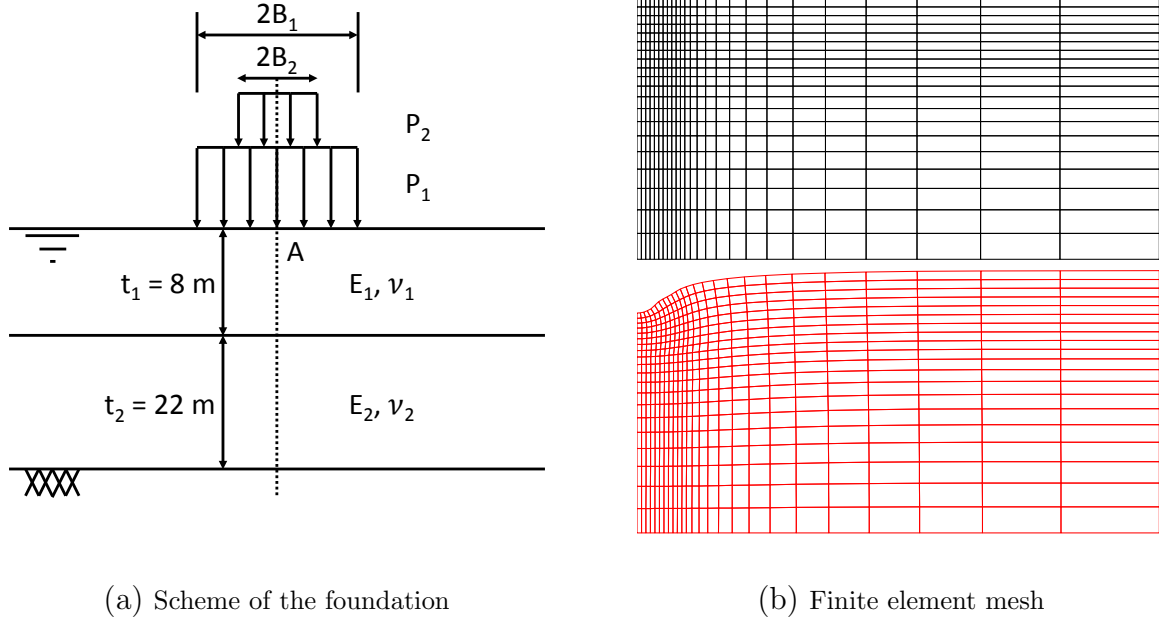 2B₁
2B₂
P₂
P₁
A
t₁ = 8 m
E₁, ν₁
t₂ = 22 m
E₂, ν₂
(a) Scheme of the foundation
(b) Finite element mesh